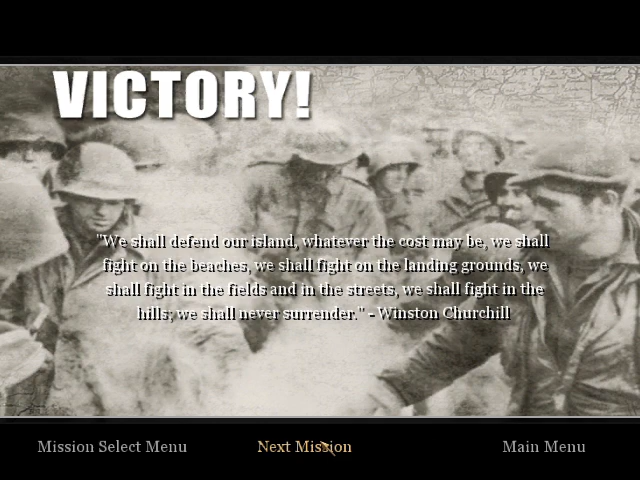 VICTORY!
"We shall defend our island, whatever the cost may be, we shall
fight on the beaches, we shall fight on the landing grounds, we
shall fight in the fields and in the streets, we shall fight in the
hills; we shall never surrender." - Winston Churchill
Mission Select Menu
Next Mission
Main Menu